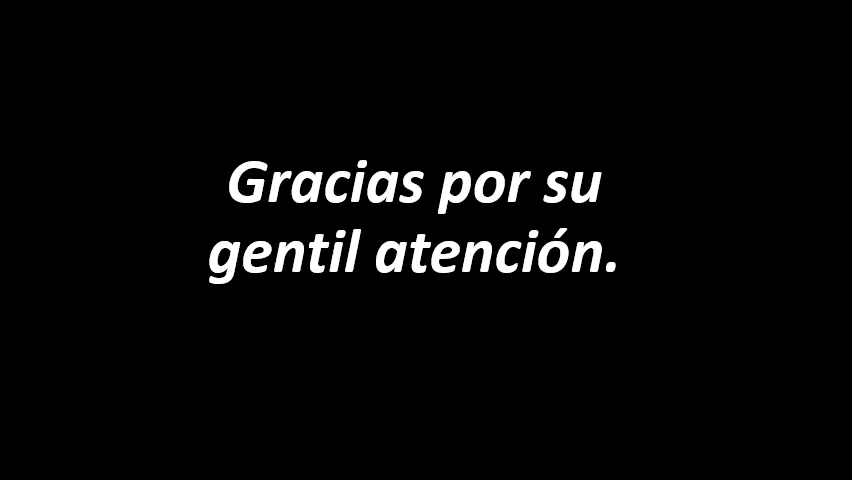 Gracias por su
gentil atención.